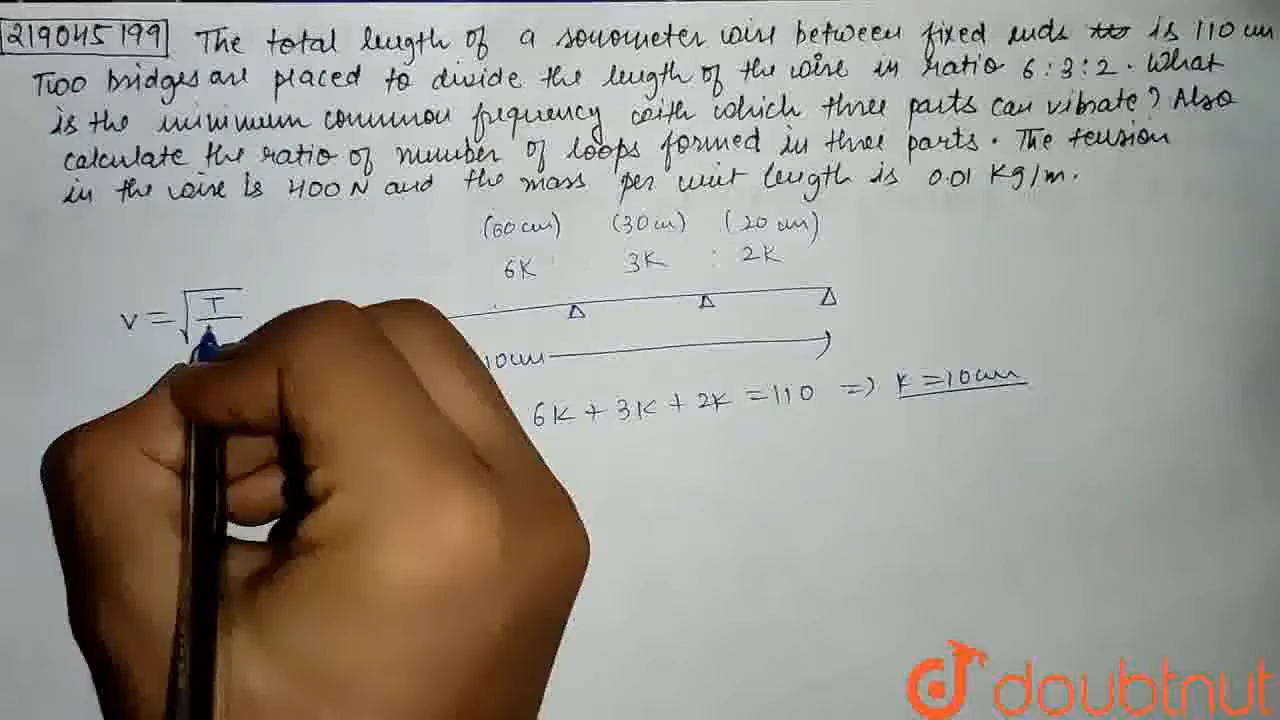 219045199 The total length of a sonometer wire between fixed ends is 110 cm
Two bridges are placed to divide the length of the wire in ratio 6:3:2. What
is the minimum common frequency with which three parts can vibrate? Also
calculate the ratio of number of loops formed in three parts. The tension
in the wire is 400 N and the mass per unit length is 0.01 kg/m.
(60 cm) (30 cm) (20 cm)
6K 3K : 2K
V = √T
10cm
6K + 3K + 2K = 110 => K = 10cm
doubtnut